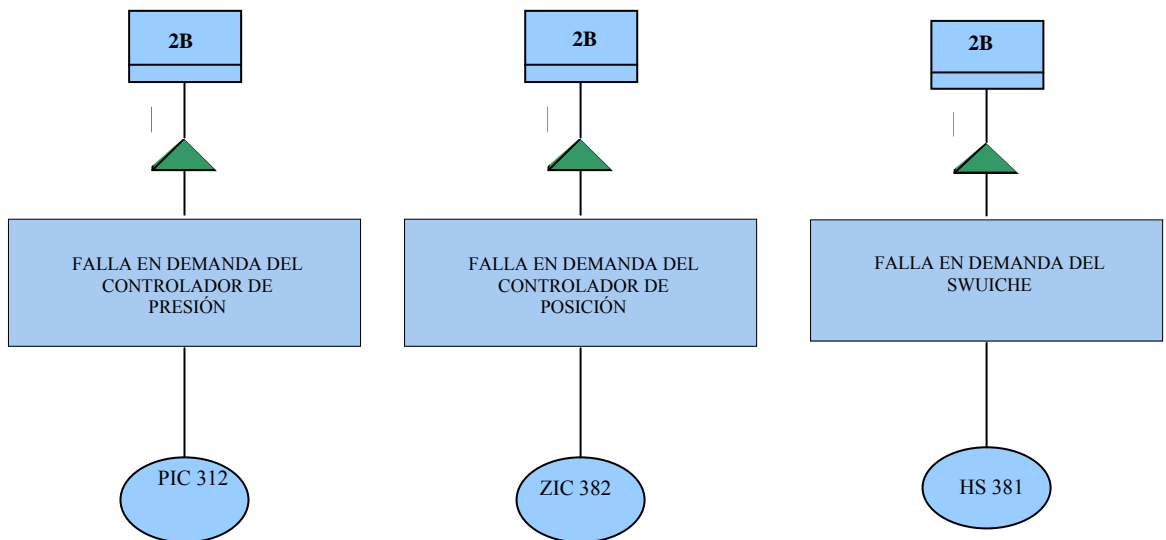 2B
2B
2B
FALLA EN DEMANDA DEL
CONTROLADOR DE
PRESIÓN
FALLA EN DEMANDA DEL
CONTROLADOR DE
POSICIÓN
FALLA EN DEMANDA DEL
SWUICHE
PIC 312
ZIC 382
HS 381